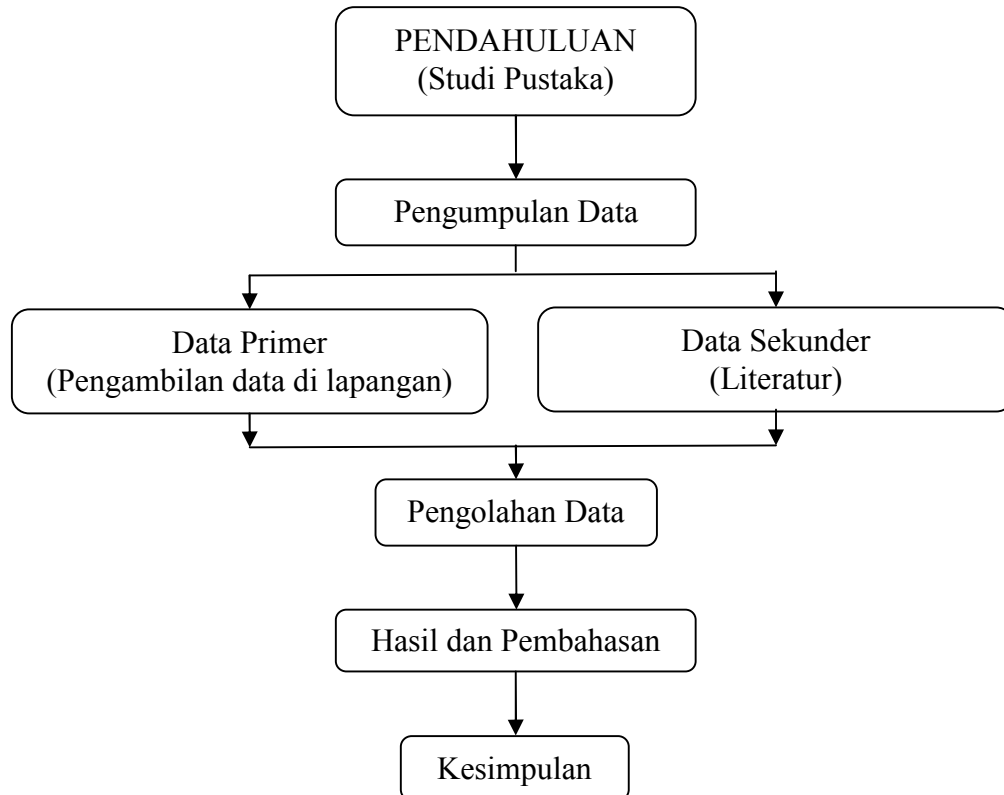 PENDAHULUAN
(Studi Pustaka)
Pengumpulan Data
Data Primer
(Pengambilan data di lapangan)
Data Sekunder
(Literatur)
Pengolahan Data
Hasil dan Pembahasan
Kesimpulan